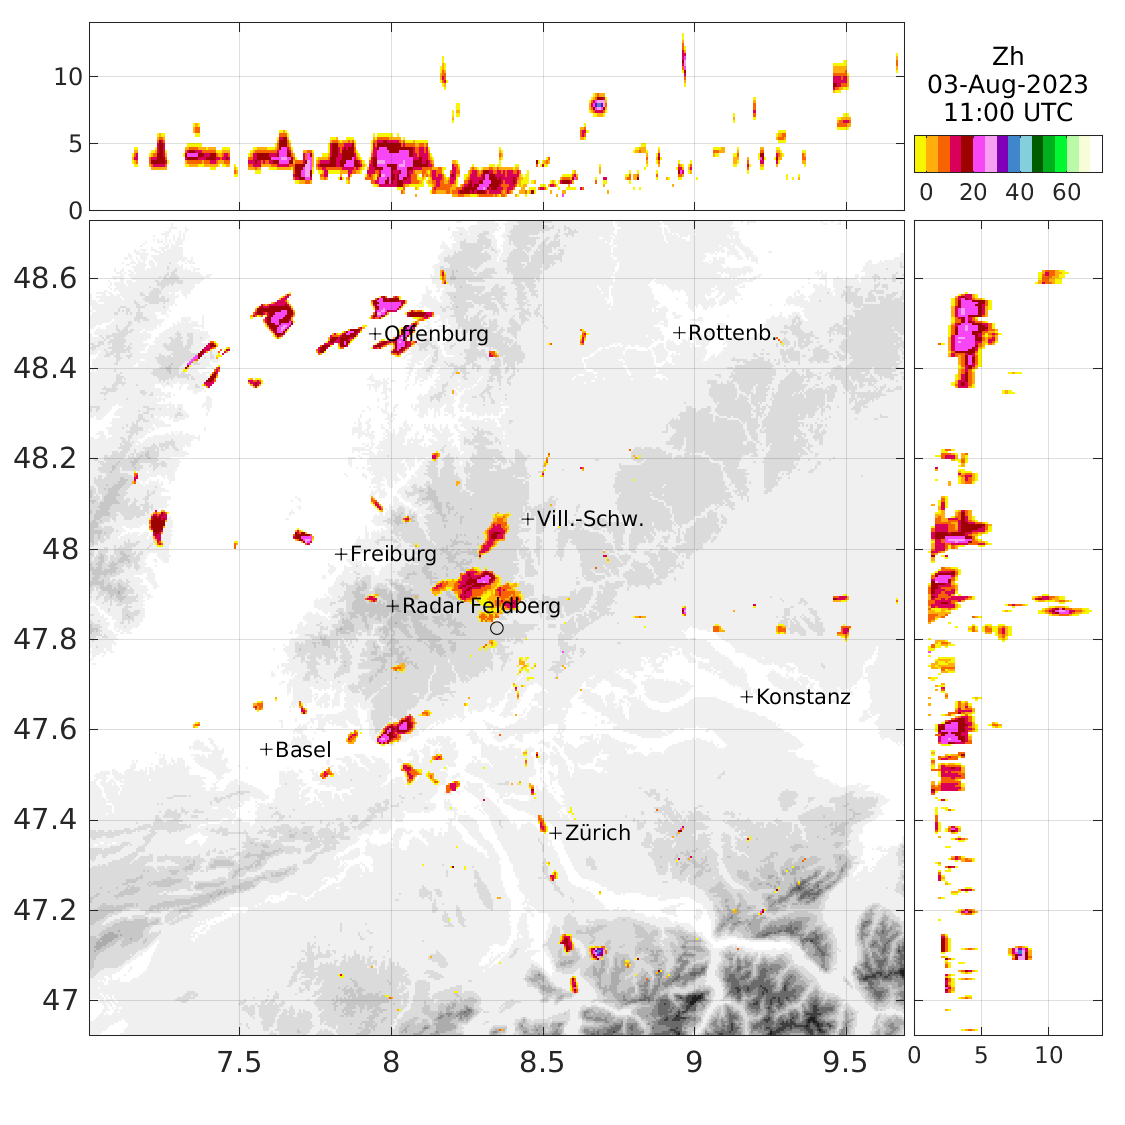 10
5
0
Zh
03-Aug-2023
11:00 UTC
0 20 40 60
48.6
48.4
48.2
48
47.8
47.6
47.4
47.2
47
Offenburg
Rottenb.
Vill.-Schw.
Freiburg
Radar Feldberg
Konstanz
Basel
Zürich
7.5 8 8.5 9 9.5
0 5 10